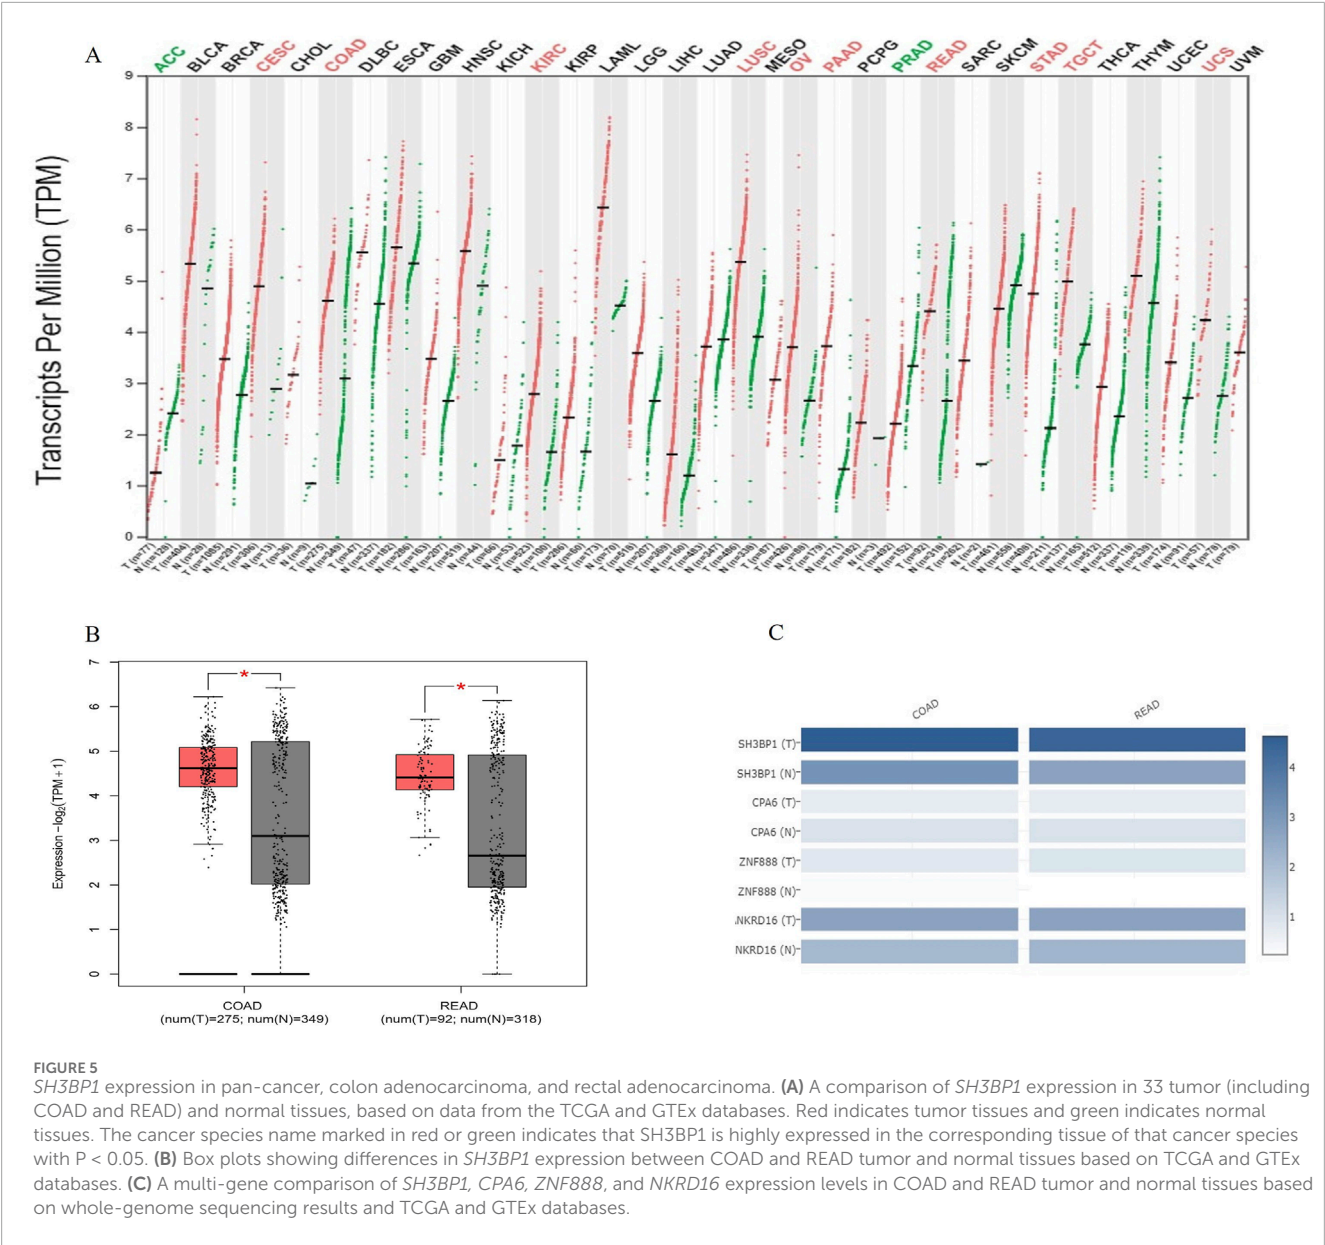 A
ACC BLCA BRCA CESC CHOL COAD DLBC ESCA GBM HNSC KICH KIRC KIRP LAML LGG LIHC LUAD LUSC MESO OV PAAD PCPG PRAD READ SARC SKCM STAD TGCT THCA THYM UCEC UCS UVM
Transcripts Per Million (TPM)
9
8
7
6
5
4
3
2
1
0
B
Expression −log2(TPM+1)
7
6
5
4
3
2
1
0
*
*
COAD
(num(T)=275; num(N)=349)
READ
(num(T)=92; num(N)=318)
C
COAD
READ
SH3BP1 (T)
SH3BP1 (N)
CPA6 (T)
CPA6 (N)
ZNF888 (T)
ZNF888 (N)
NKRD16 (T)
NKRD16 (N)
4
3
2
1
FIGURE 5
SH3BP1 expression in pan-cancer, colon adenocarcinoma, and rectal adenocarcinoma. (A) A comparison of SH3BP1 expression in 33 tumor (including
COAD and READ) and normal tissues, based on data from the TCGA and GTEx databases. Red indicates tumor tissues and green indicates normal
tissues. The cancer species name marked in red or green indicates that SH3BP1 is highly expressed in the corresponding tissue of that cancer species
with P < 0.05. (B) Box plots showing differences in SH3BP1 expression between COAD and READ tumor and normal tissues based on TCGA and GTEx
databases. (C) A multi-gene comparison of SH3BP1, CPA6, ZNF888, and NKRD16 expression levels in COAD and READ tumor and normal tissues based
on whole-genome sequencing results and TCGA and GTEx databases.